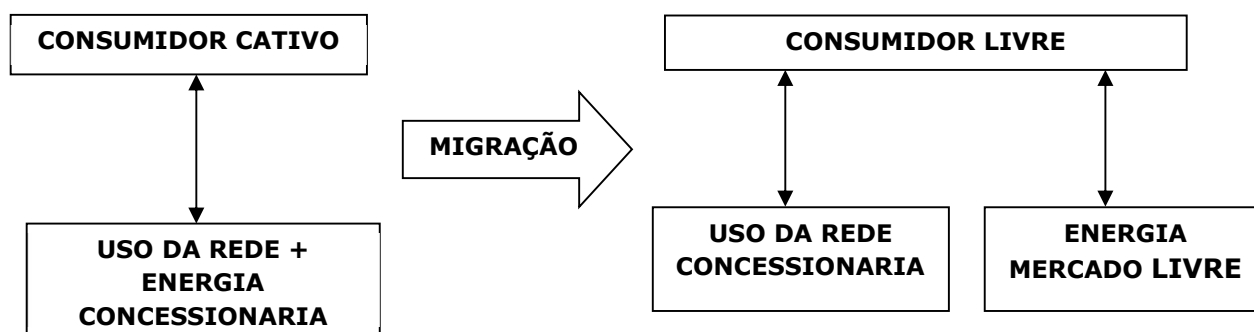 CONSUMIDOR CATIVO
CONSUMIDOR LIVRE
MIGRAÇÃO
USO DA REDE +
ENERGIA
CONCESSIONARIA
USO DA REDE
CONCESSIONARIA
ENERGIA
MERCADO LIVRE